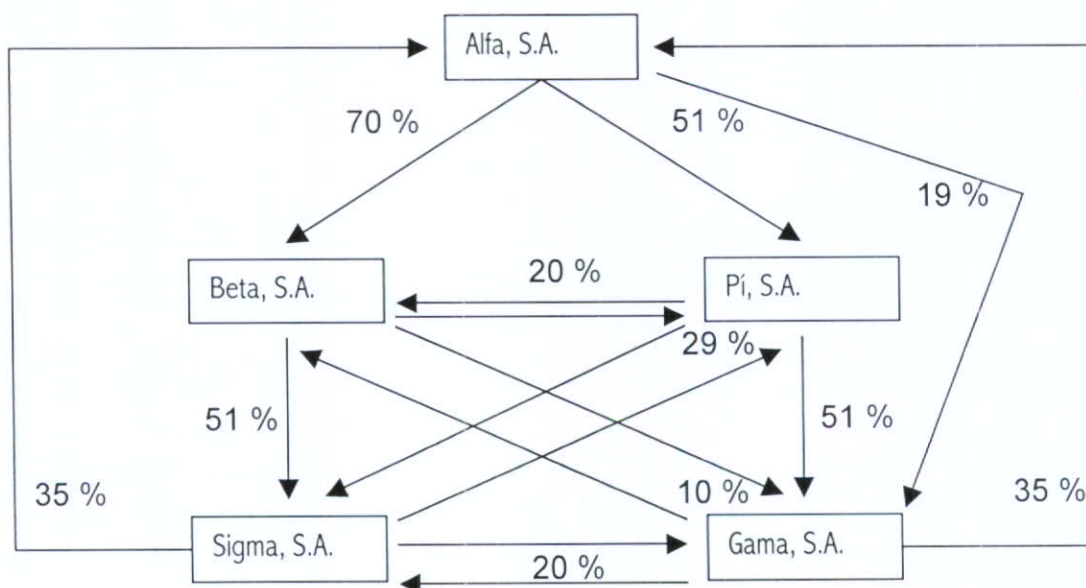 Alfa, S.A.
70 %
51 %
19 %
Beta, S.A.
20 %
Pí, S.A.
29 %
51 %
51 %
35 %
10 %
35 %
Sigma, S.A.
20 %
Gama, S.A.